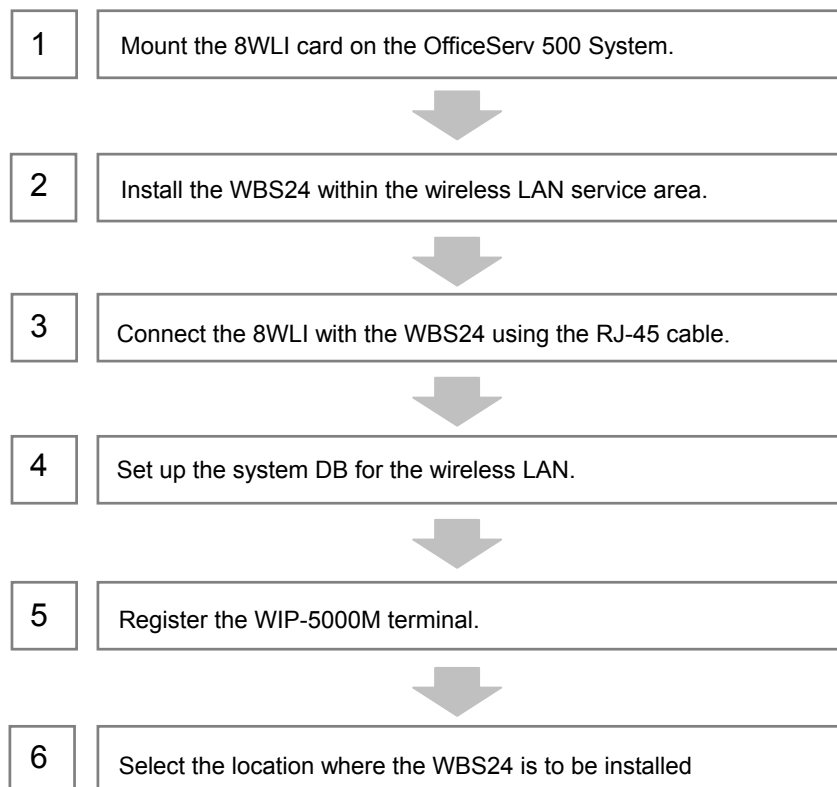 1 Mount the 8WLI card on the OfficeServ 500 System.
2 Install the WBS24 within the wireless LAN service area.
3 Connect the 8WLI with the WBS24 using the RJ-45 cable.
4 Set up the system DB for the wireless LAN.
5 Register the WIP-5000M terminal.
6 Select the location where the WBS24 is to be installed